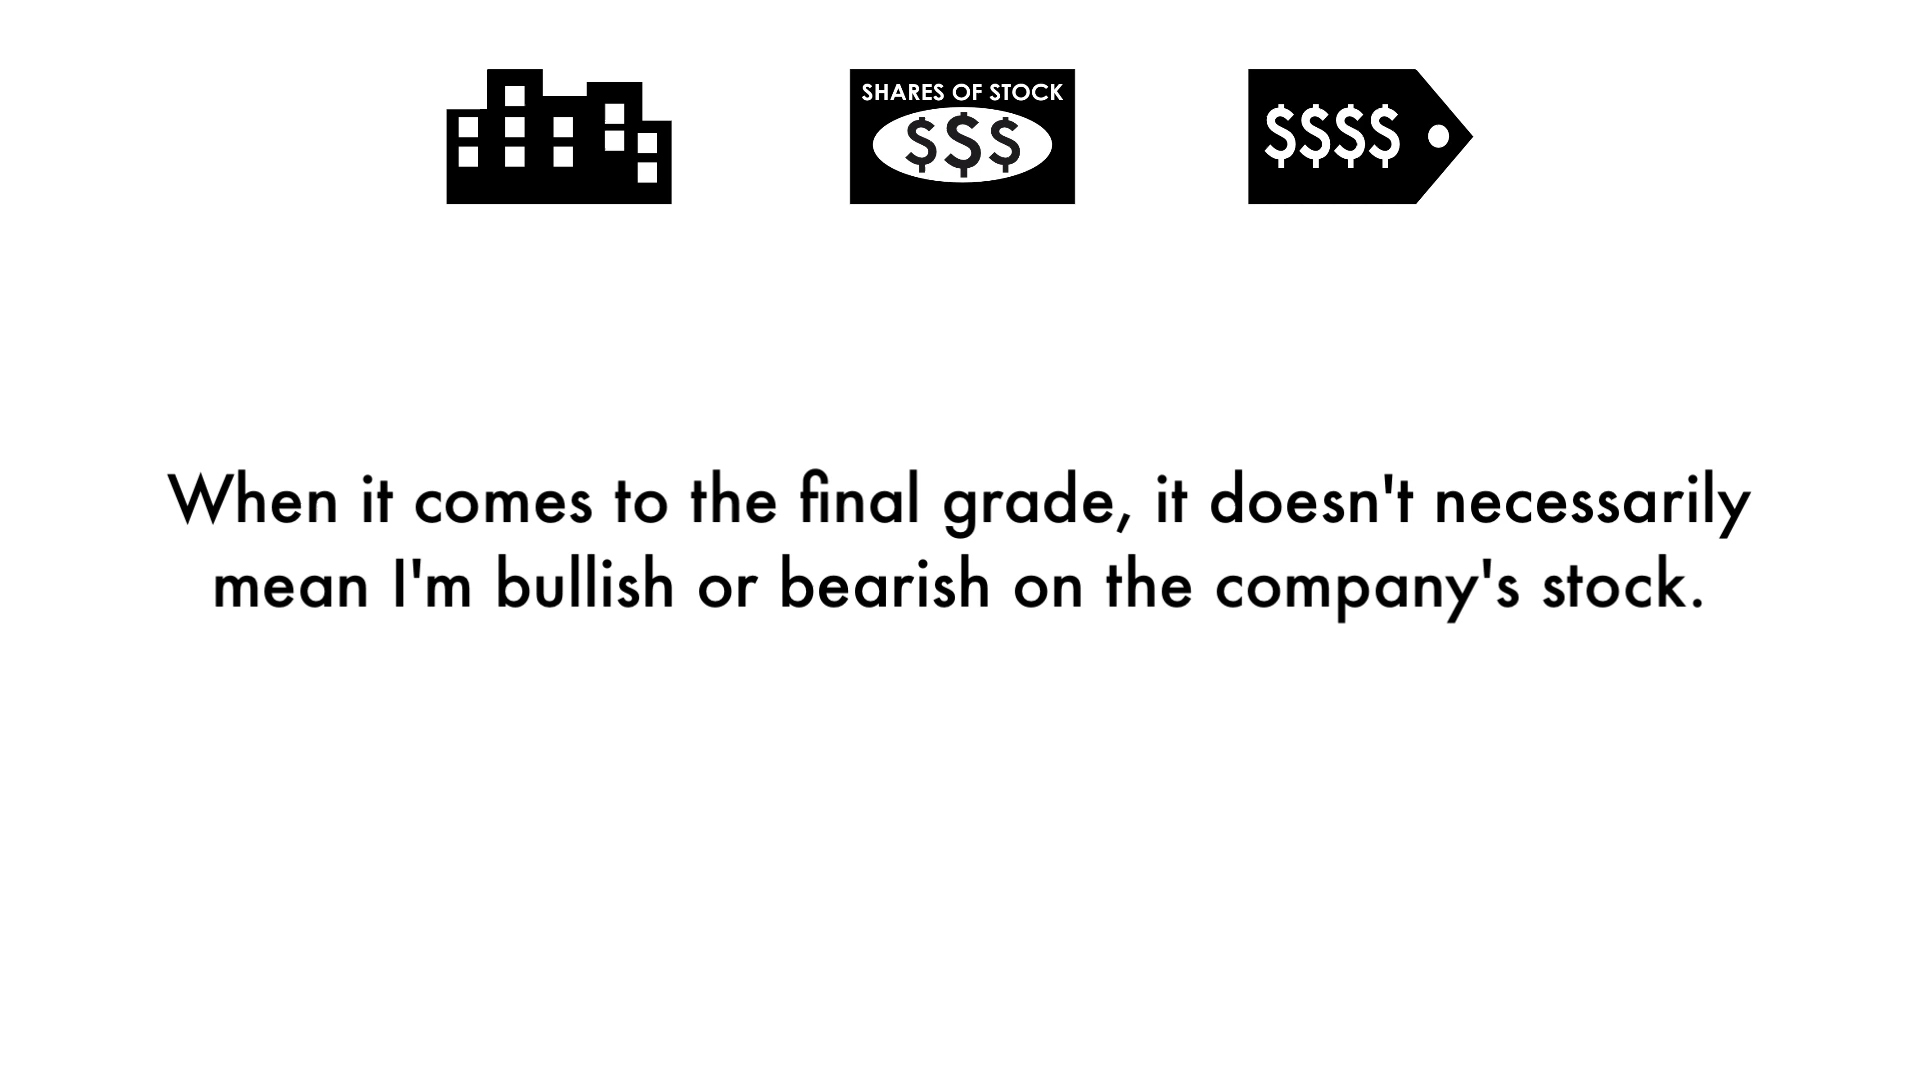 SHARES OF STOCK
$$$
$$$$
When it comes to the final grade, it doesn't necessarily
mean I'm bullish or bearish on the company's stock.